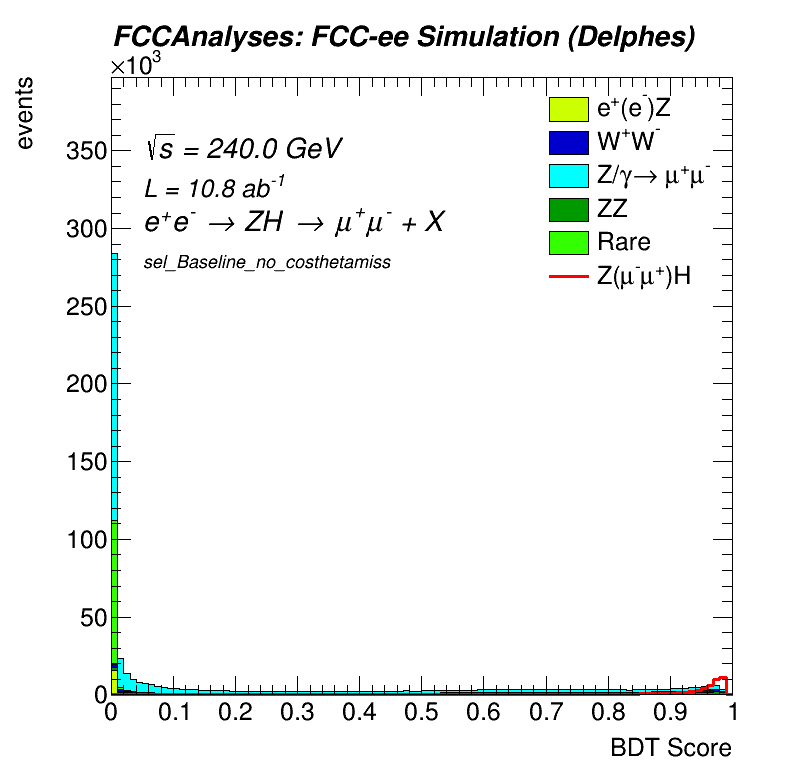 FCCAnalyses: FCC-ee Simulation (Delphes)
×10³
events
√s = 240.0 GeV
L = 10.8 ab⁻¹
e⁺e⁻ → ZH → μ⁺μ⁻ + X
sel_Baseline_no_costhetamiss
e⁺(e⁻)Z
W⁺W⁻
Z/γ→ μ⁺μ⁻
ZZ
Rare
Z(μ⁻μ⁺)H
350
300
250
200
150
100
50
0
0 0.1 0.2 0.3 0.4 0.5 0.6 0.7 0.8 0.9 1
BDT Score